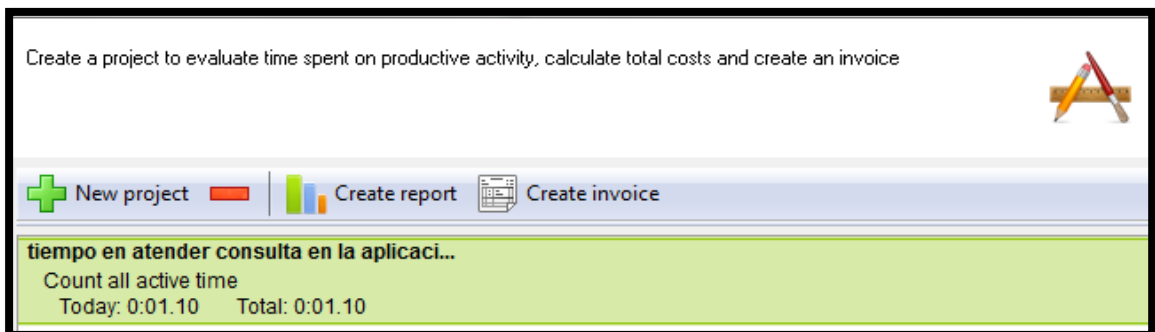 Create a project to evaluate time spent on productive activity, calculate total costs and create an invoice
New project Create report Create invoice
tiempo en atender consulta en la aplicaci...
Count all active time
Today: 0:01.10 Total: 0:01.10